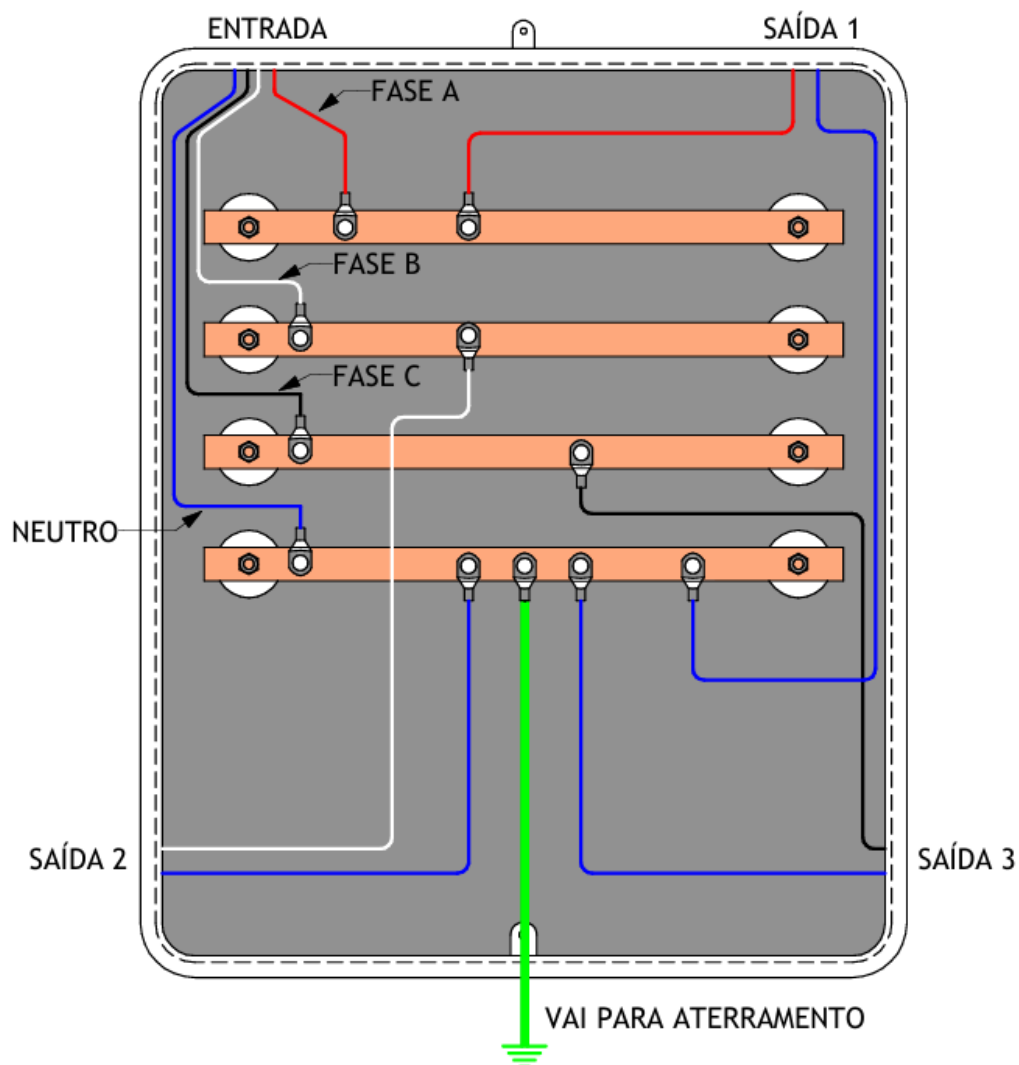 ENTRADA
SAÍDA 1
FASE A
FASE B
FASE C
NEUTRO
SAÍDA 2
SAÍDA 3
VAI PARA ATERRAMENTO